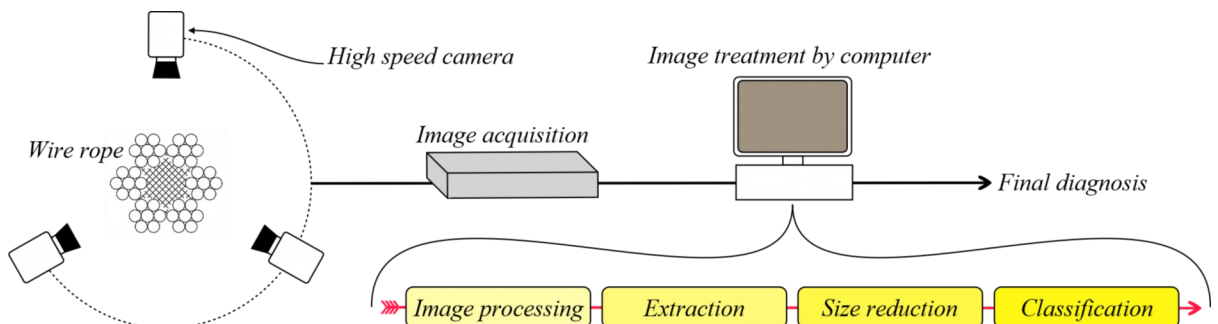 High speed camera
Image treatment by computer
Wire rope
Image acquisition
Final diagnosis
Image processing
Extraction
Size reduction
Classification